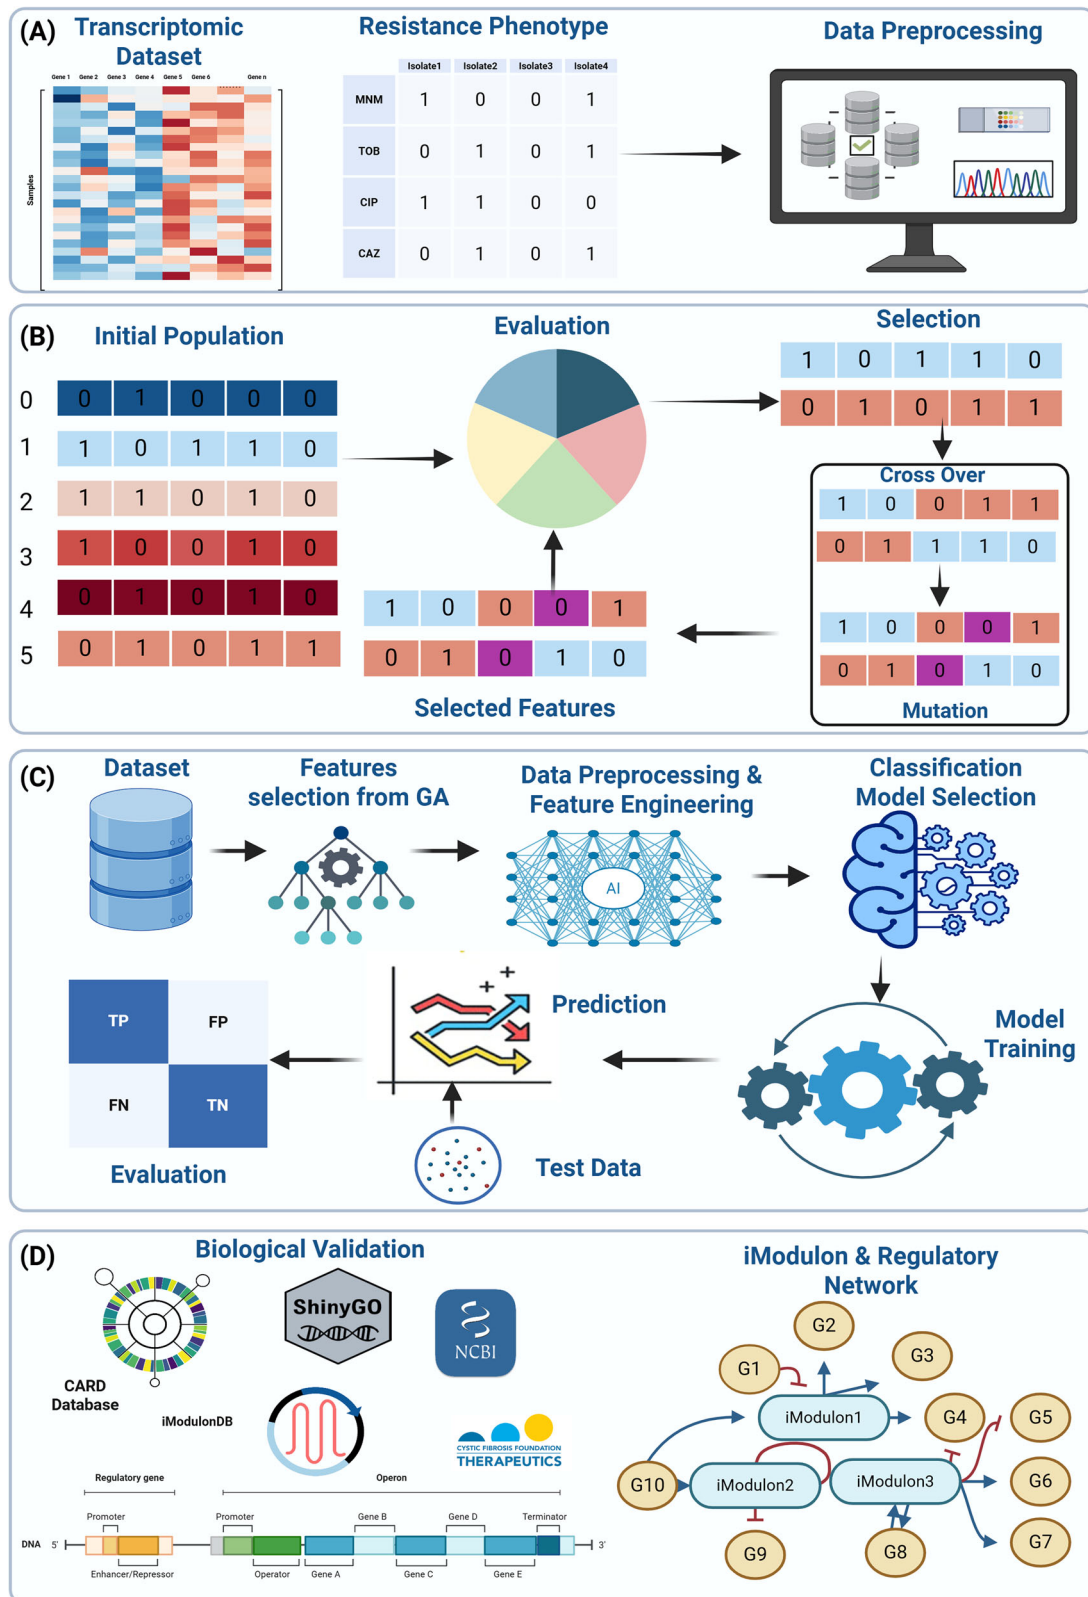 (A)
Transcriptomic
Dataset
Resistance Phenotype
Data Preprocessing
Gene 1 Gene 2 Gene 3 Gene 4 Gene 5 Gene 6 Gene n
Samples
Isolate1 Isolate2 Isolate3 Isolate4
MNM 1 0 0 1
TOB 0 1 0 1
CIP 1 1 0 0
CAZ 0 1 0 1
(B)
Initial Population
Evaluation
Selection
0 0 1 0 0 0
1 1 0 1 1 0
2 1 1 0 1 0
3 1 0 0 1 0
4 0 1 0 1 0
5 0 1 0 1 1
1 0 1 1 0
0 1 0 1 1
Cross Over
1 0 0 1 1
0 1 1 1 0
1 0 0 0 1
0 1 0 1 0
Mutation
1 0 0 0 1
0 1 0 1 0
Selected Features
(C)
Dataset
Features
selection from GA
Data Preprocessing &
Feature Engineering
AI
Classification
Model Selection
Model
Training
Prediction
Test Data
TP FP
FN TN
Evaluation
(D)
Biological Validation
CARD
Database
ShinyGO
NCBI
iModulonDB
CYSTIC FIBROSIS FOUNDATION
THERAPEUTICS
Regulatory gene
Operon
Promoter
Promoter
Gene B
Gene D
Terminator
DNA 5' 3'
Enhancer/Repressor
Operator
Gene A
Gene C
Gene E
iModulon & Regulatory
Network
G2
G1
G3
iModulon1
G4
G5
G10
iModulon2
iModulon3
G6
G9
G8
G7